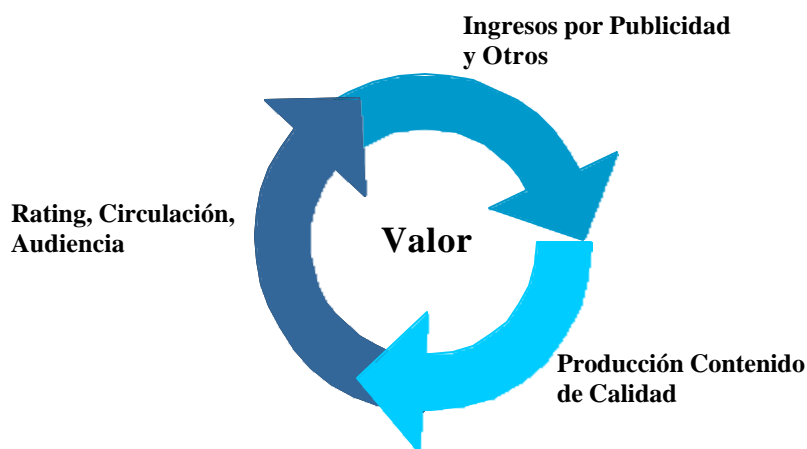 Ingresos por Publicidad
y Otros
Rating, Circulación,
Audiencia
Valor
Producción Contenido
de Calidad